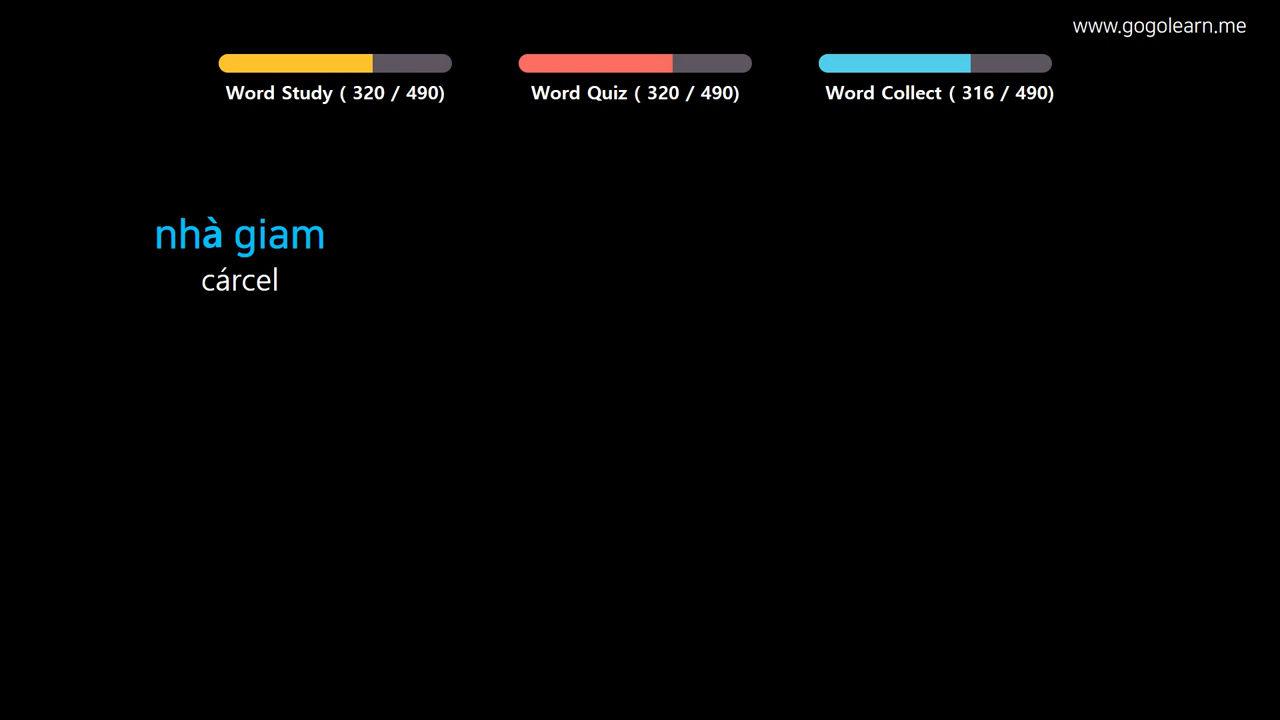 www.gogolearn.me
Word Study ( 320 / 490)
Word Quiz ( 320 / 490)
Word Collect ( 316 / 490)
nhà giam
cárcel